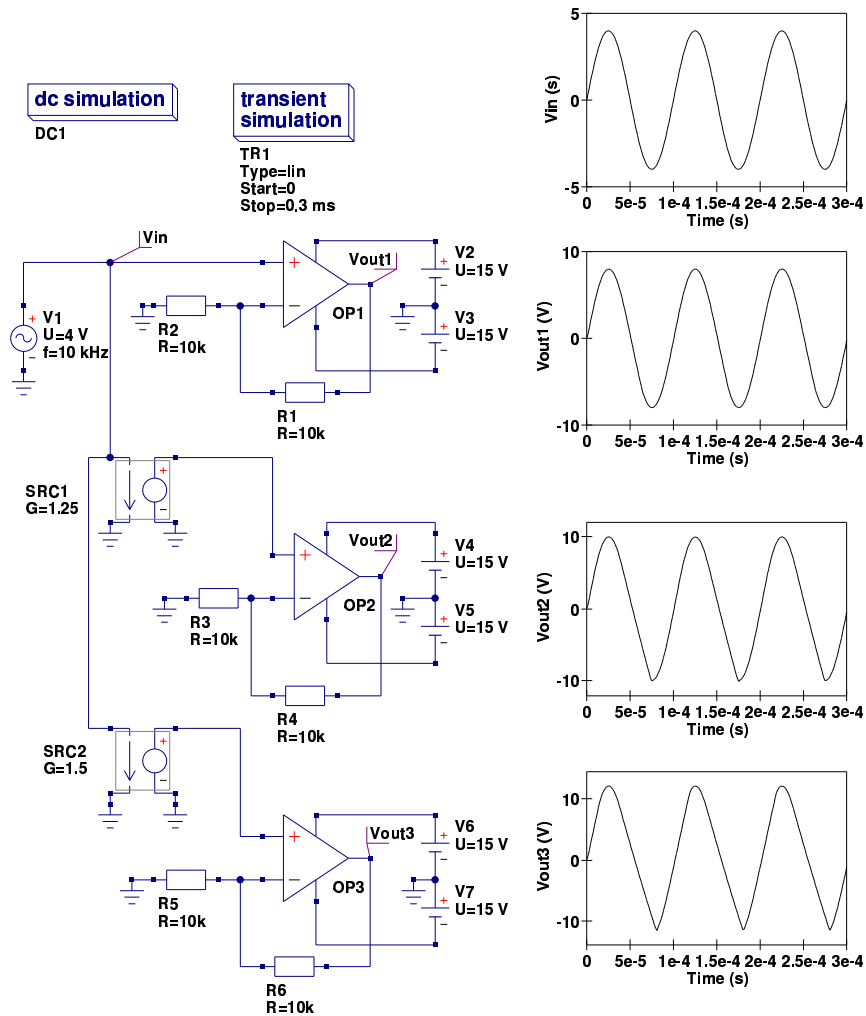 dc simulation
DC1
transient
simulation
TR1
Type=lin
Start=0
Stop=0,3 ms
Vin
V1
U=4 V
f=10 kHz
R2
R=10k
+
−
OP1
Vout1
V2
U=15 V
V3
U=15 V
R1
R=10k
SRC1
G=1.25
R3
R=10k
+
−
OP2
Vout2
V4
U=15 V
V5
U=15 V
R4
R=10k
SRC2
G=1.5
R5
R=10k
+
−
OP3
Vout3
V6
U=15 V
V7
U=15 V
R6
R=10k
Vin (s)
5
0
-5
0 5e-5 1e-4 1.5e-4 2e-4 2.5e-4 3e-4
Time (s)
Vout1 (V)
10
0
-10
0 5e-5 1e-4 1.5e-4 2e-4 2.5e-4 3e-4
Time (s)
Vout2 (V)
10
0
-10
0 5e-5 1e-4 1.5e-4 2e-4 2.5e-4 3e-4
Time (s)
Vout3 (V)
10
0
-10
0 5e-5 1e-4 1.5e-4 2e-4 2.5e-4 3e-4
Time (s)